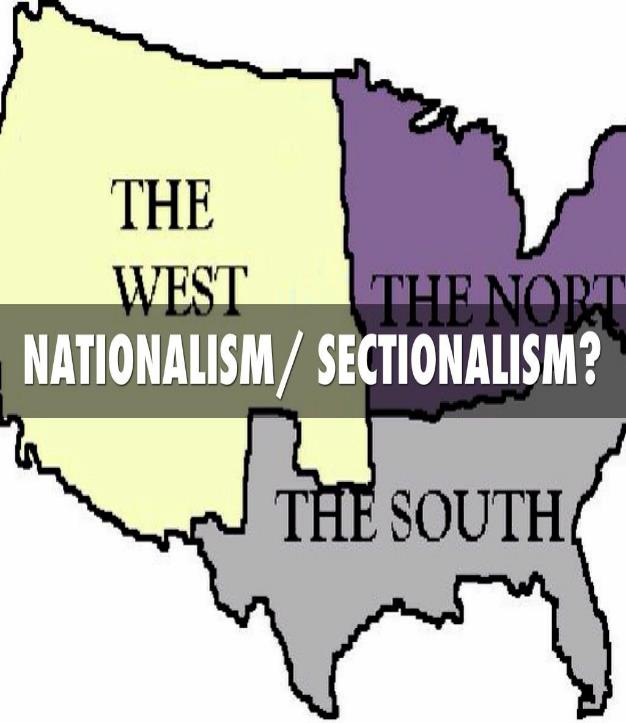 THE
WEST
THE NORT
NATIONALISM/ SECTIONALISM?
THE SOUTH